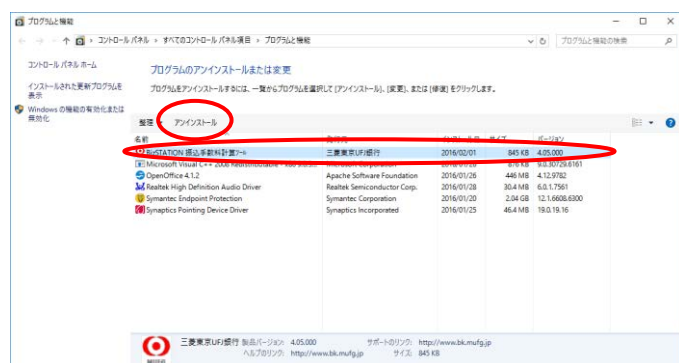 プログラムと機能
コントロール パネル > すべてのコントロール パネル項目 > プログラムと機能
プログラムと機能の検索
コントロール パネル ホーム
インストールされた更新プログラムを
表示
Windows の機能の有効化または
無効化
プログラムのアンインストールまたは変更
プログラムをアンインストールするには、一覧からプログラムを選択して [アンインストール]、[変更]、または [修復] をクリックします。
整理 アンインストール
名前 サイズ バージョン
振込手数料計算ツール 三菱東京UFJ銀行 2016/02/01 845 KB 4.05.000
Microsoft Visual C++ 2008 Redistributable 876 KB 9.0.30729.6161
OpenOffice 4.1.2 Apache Software Foundation 2016/01/26 446 MB 4.12.9782
Realtek High Definition Audio Driver Realtek Semiconductor Corp. 2016/01/28 30.4 MB 6.0.1.7561
Symantec Endpoint Protection Symantec Corporation 2016/01/20 2.04 GB 12.1.6608.6300
Synaptics Pointing Device Driver Synaptics Incorporated 2016/01/25 46.4 MB 19.0.19.16
三菱東京UFJ銀行 製品バージョン: 4.05.000 サポートのリンク: http://www.bk.mufg.jp
ヘルプのリンク: http://www.bk.mufg.jp サイズ: 845 KB